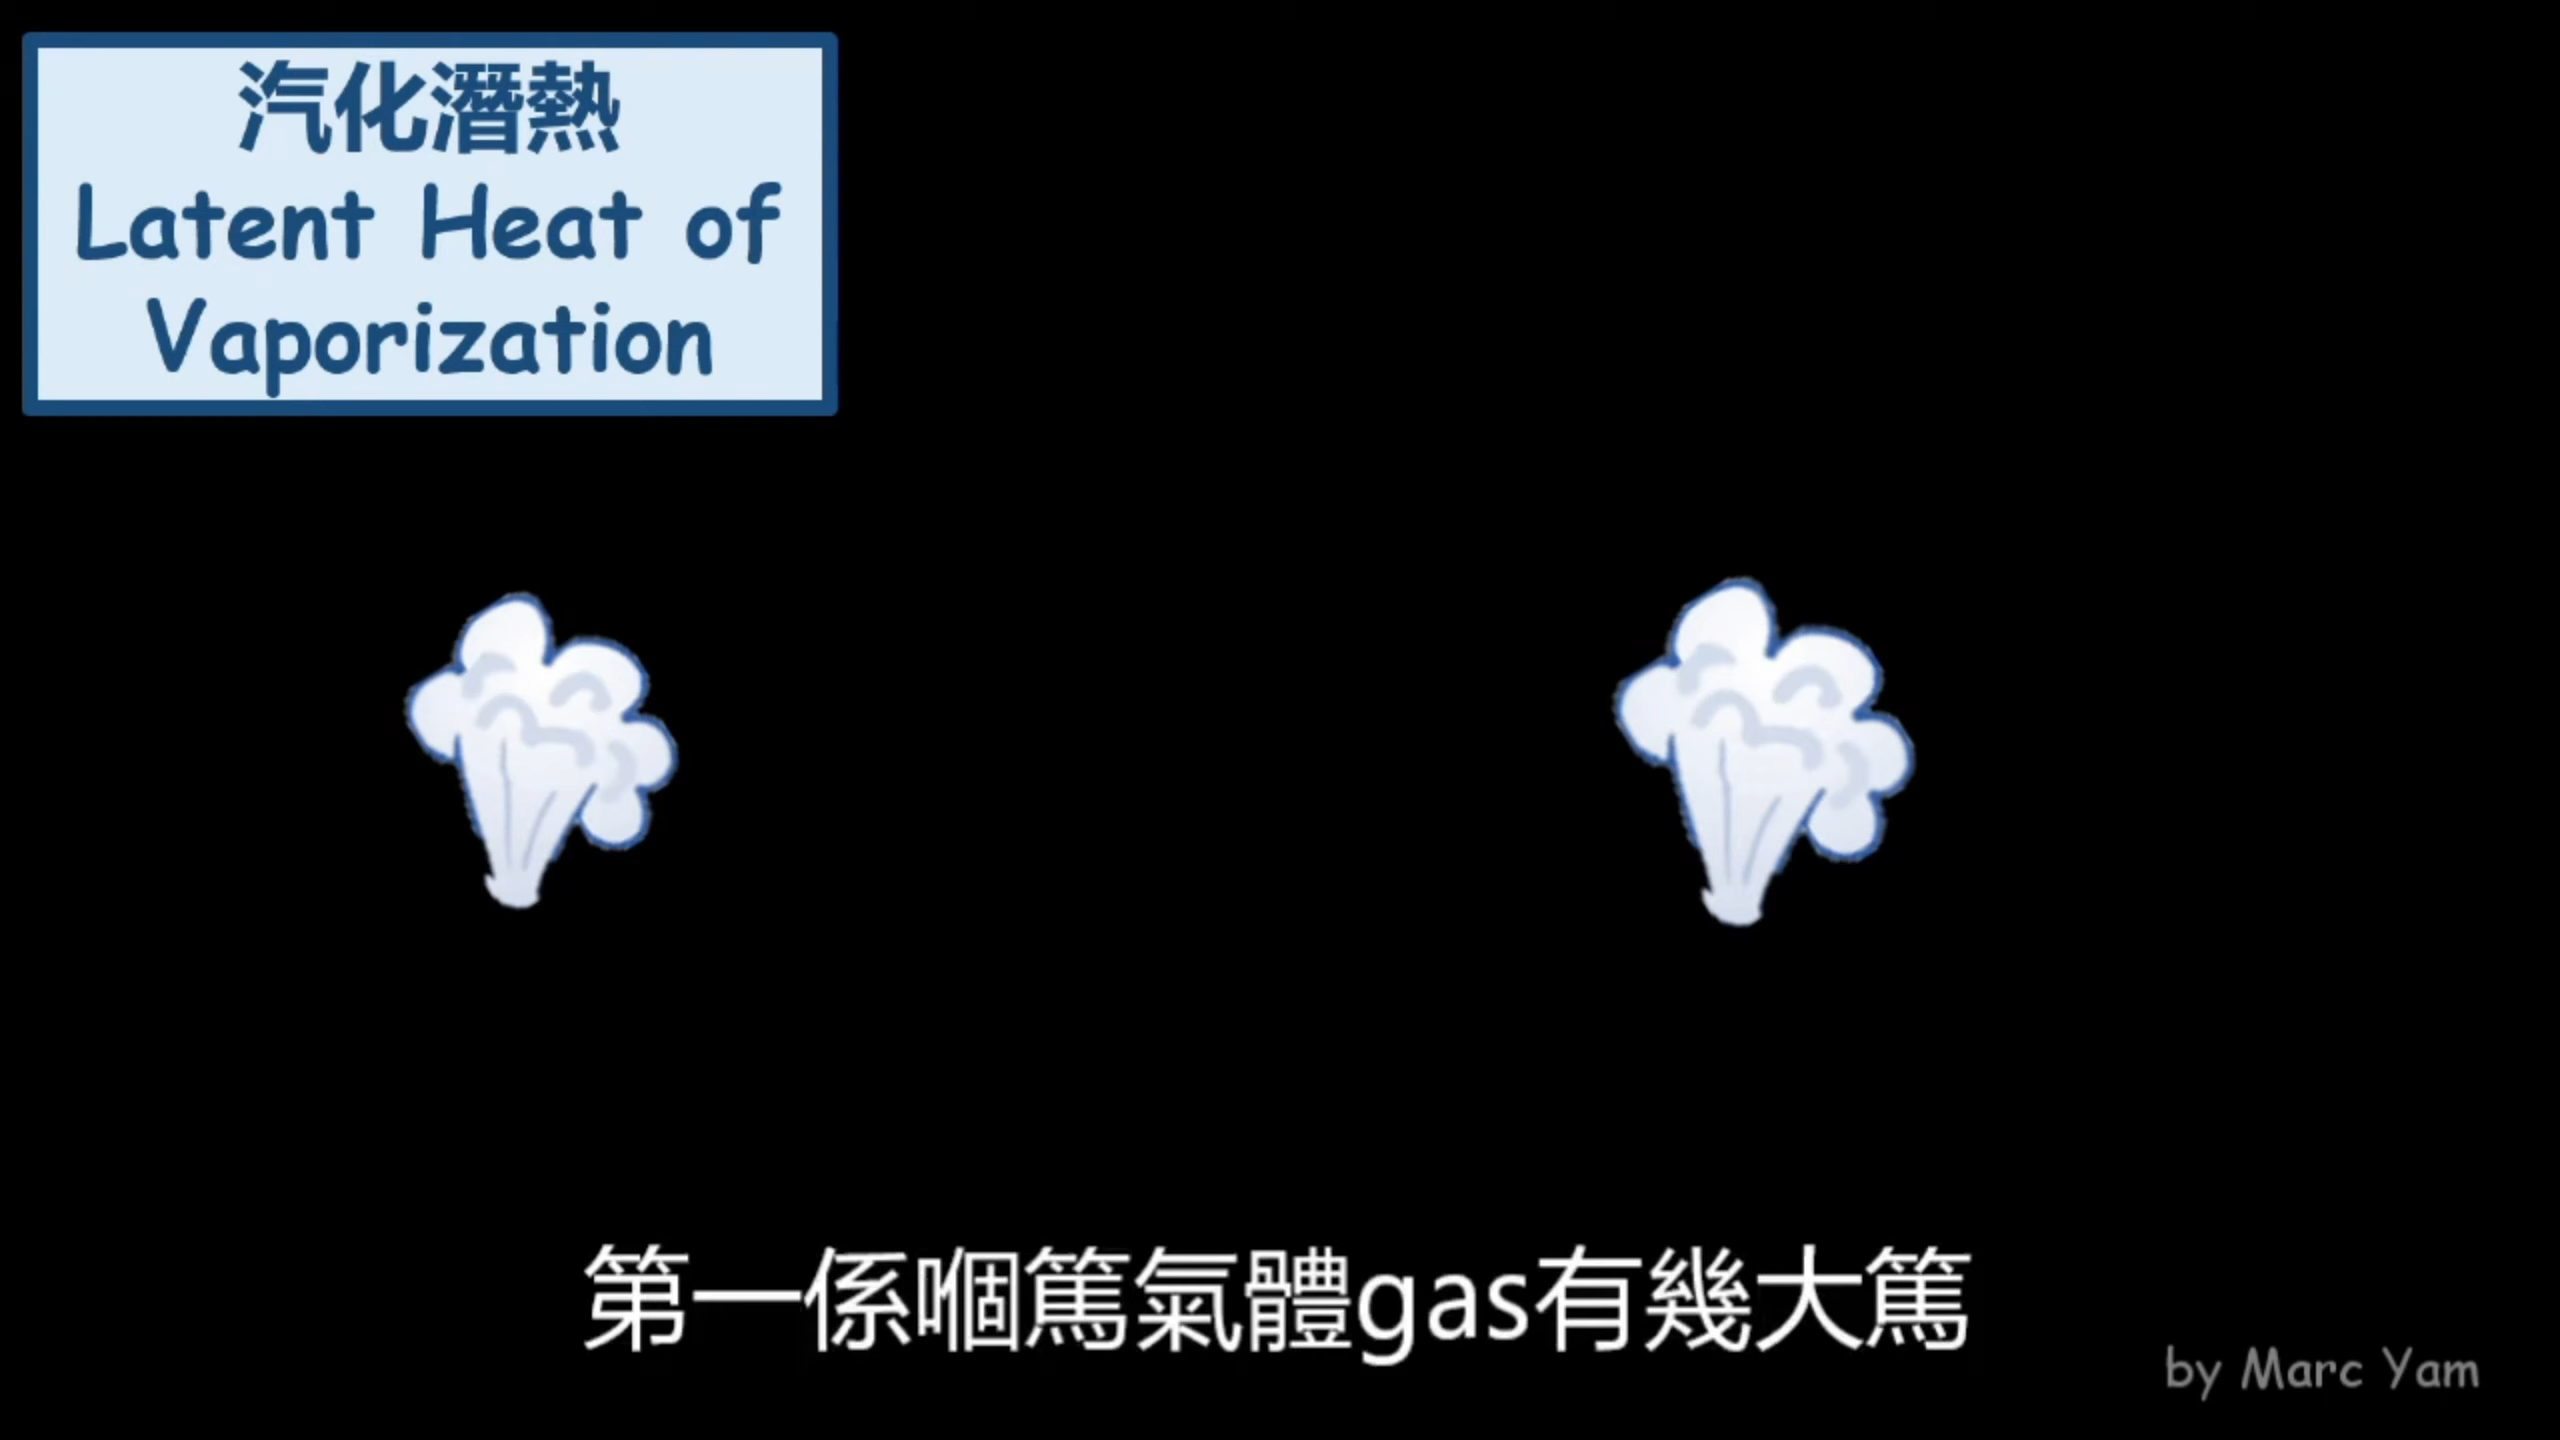 汽化潛熱
Latent Heat of
Vaporization
第一係嗰篤氣體gas有幾大篤
by Marc Yam